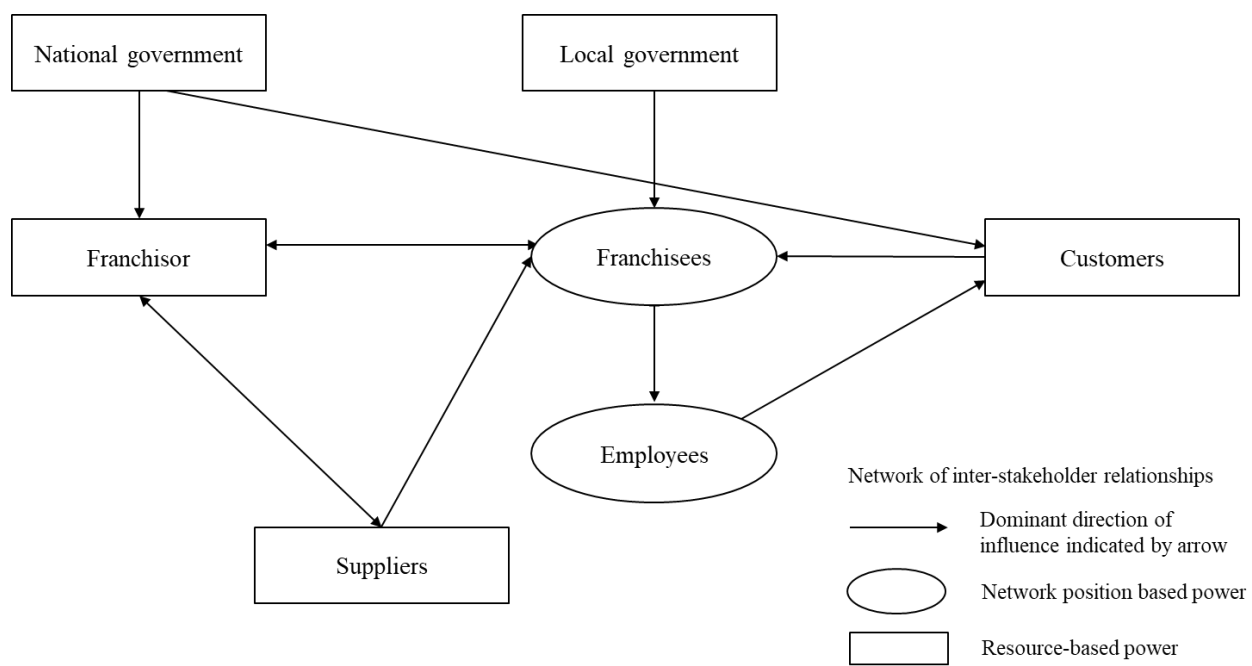 National government
Local government
Franchisor
Franchisees
Customers
Employees
Suppliers
Network of inter-stakeholder relationships
Dominant direction of
influence indicated by arrow
Network position based power
Resource-based power